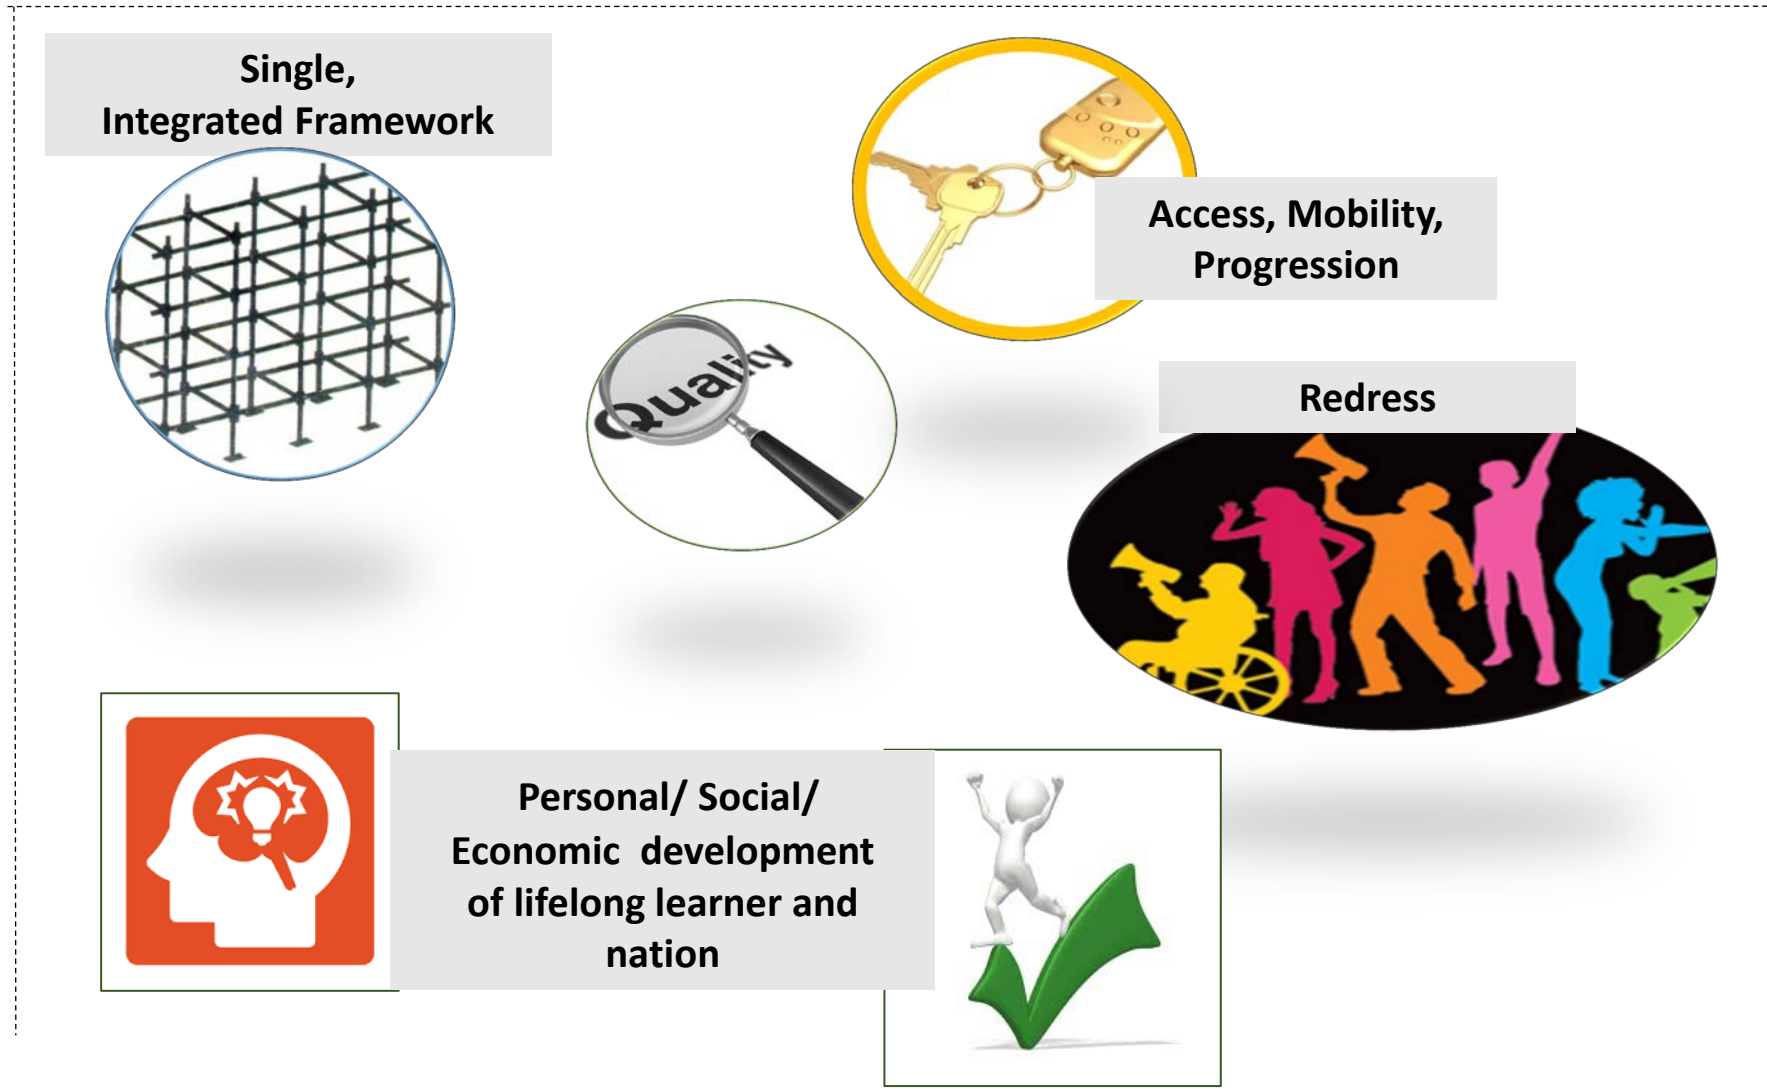 Single,
Integrated Framework
Access, Mobility,
Progression
Quality
Redress
Personal/ Social/
Economic  development
of lifelong learner and
nation